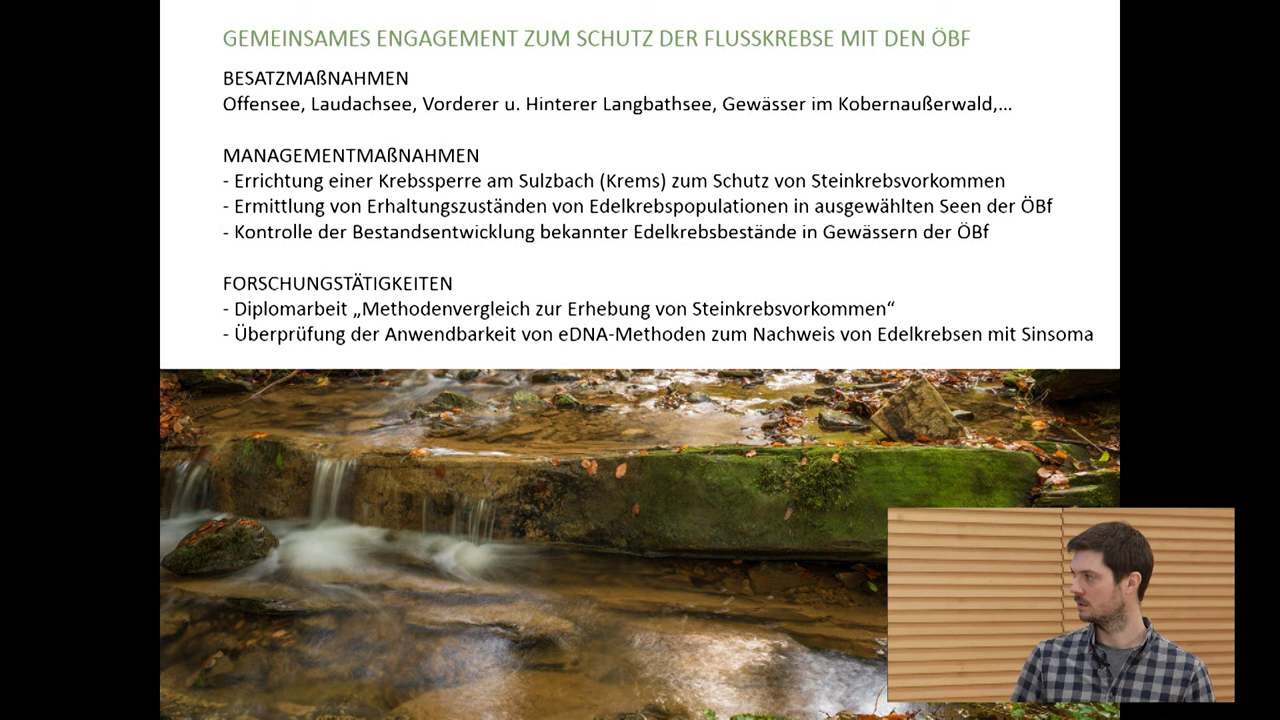 GEMEINSAMES ENGAGEMENT ZUM SCHUTZ DER FLUSSKREBSE MIT DEN ÖBF
BESATZMAßNAHMEN
Offensee, Laudachsee, Vorderer u. Hinterer Langbathsee, Gewässer im Kobernaußerwald,...
MANAGEMENTMAßNAHMEN
- Errichtung einer Krebssperre am Sulzbach (Krems) zum Schutz von Steinkrebsvorkommen
- Ermittlung von Erhaltungszuständen von Edelkrebspopulationen in ausgewählten Seen der ÖBf
- Kontrolle der Bestandsentwicklung bekannter Edelkrebsbestände in Gewässern der ÖBf
FORSCHUNGSTÄTIGKEITEN
- Diplomarbeit „Methodenvergleich zur Erhebung von Steinkrebsvorkommen“
- Überprüfung der Anwendbarkeit von eDNA-Methoden zum Nachweis von Edelkrebsen mit Sinsoma